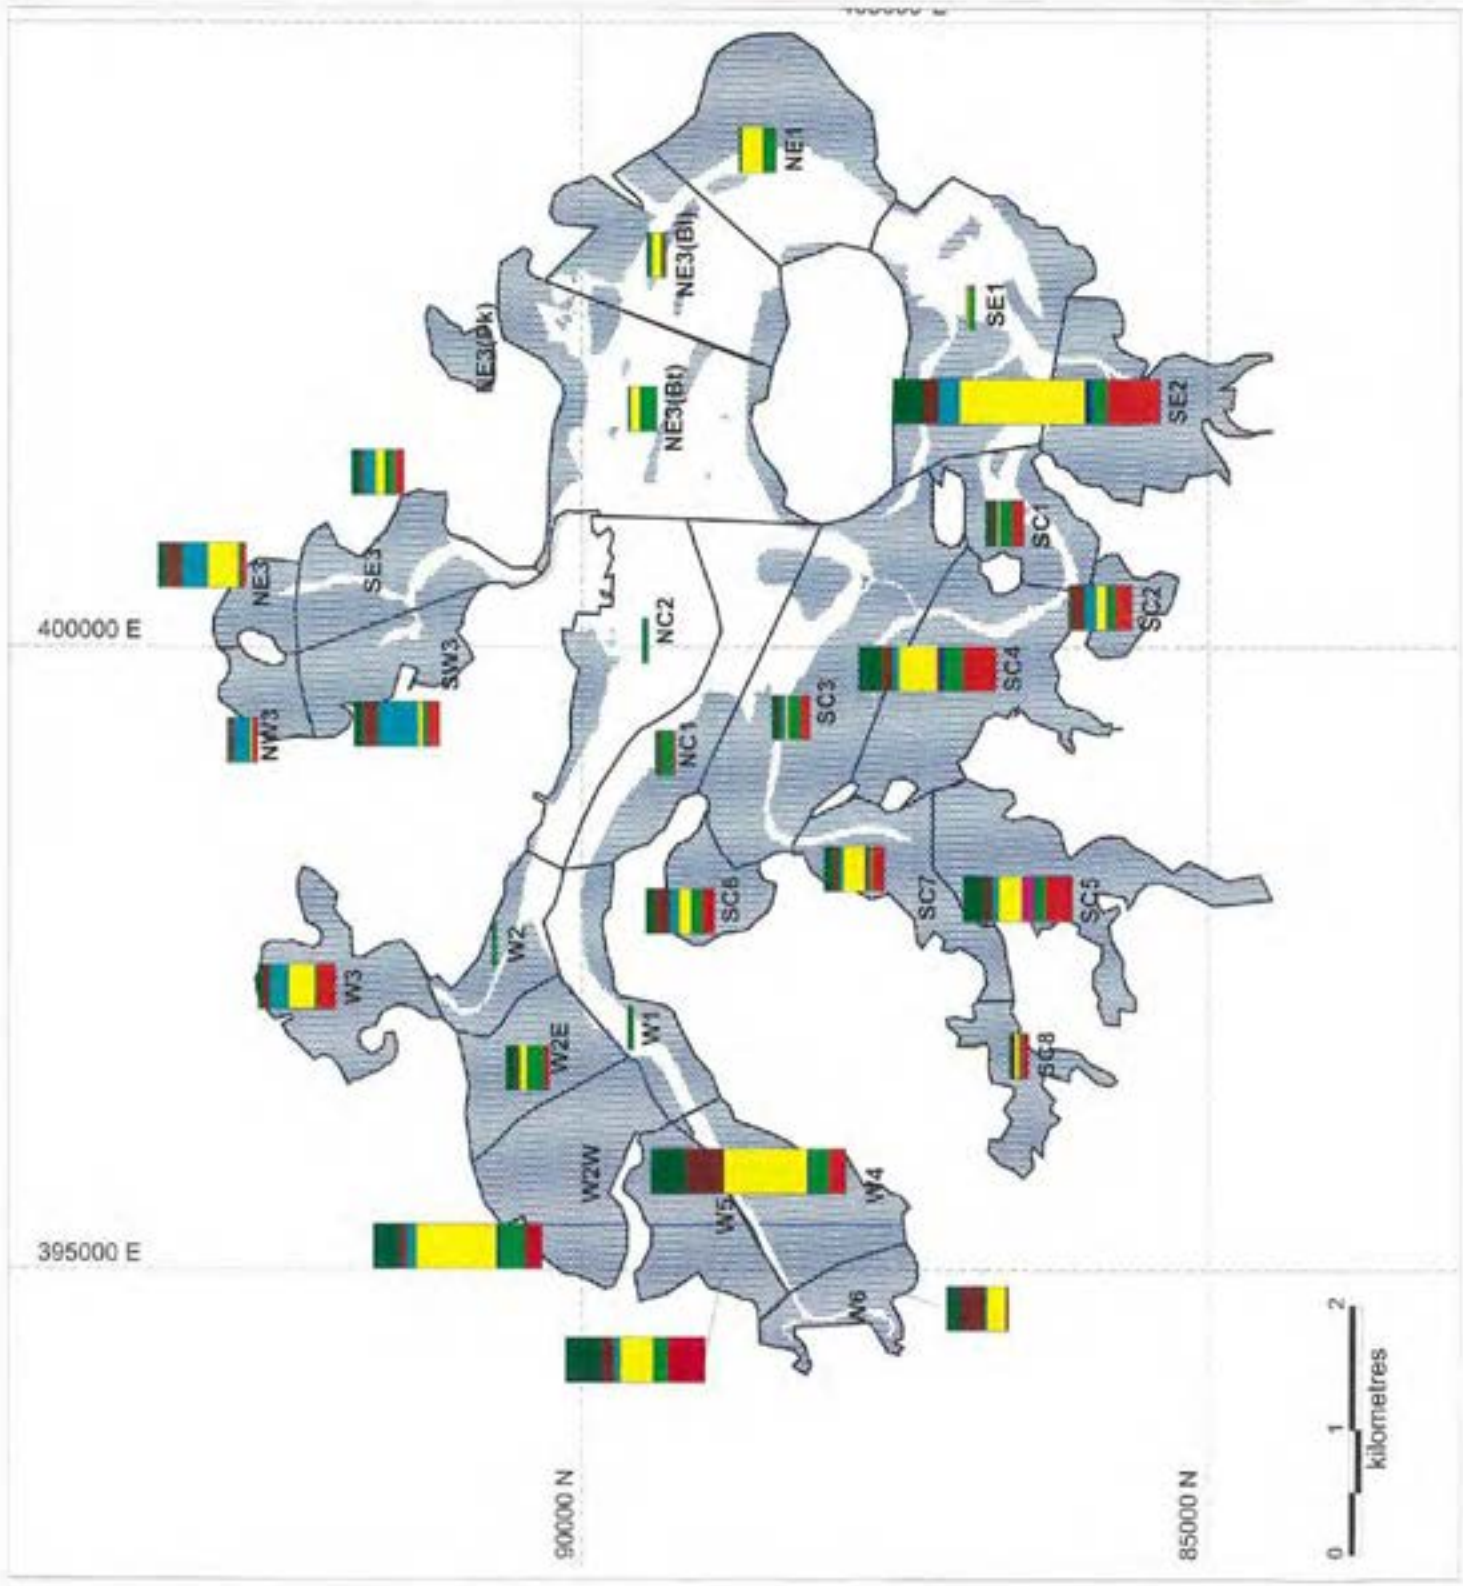 NE1
NE3(Bl)
NE3(Pk)
NE3(Bt)
SE1
SE2
SC1
SC2
NE3
SE3
400000 E
NC2
SW3
NW3
SC4
SC3
NC1
SC6
SC7
SC5
W2
W3
W1
W2E
SC8
W2W
W4
W5
395000 E
W6
90000 N
85000 N
0 1 2
kilometres